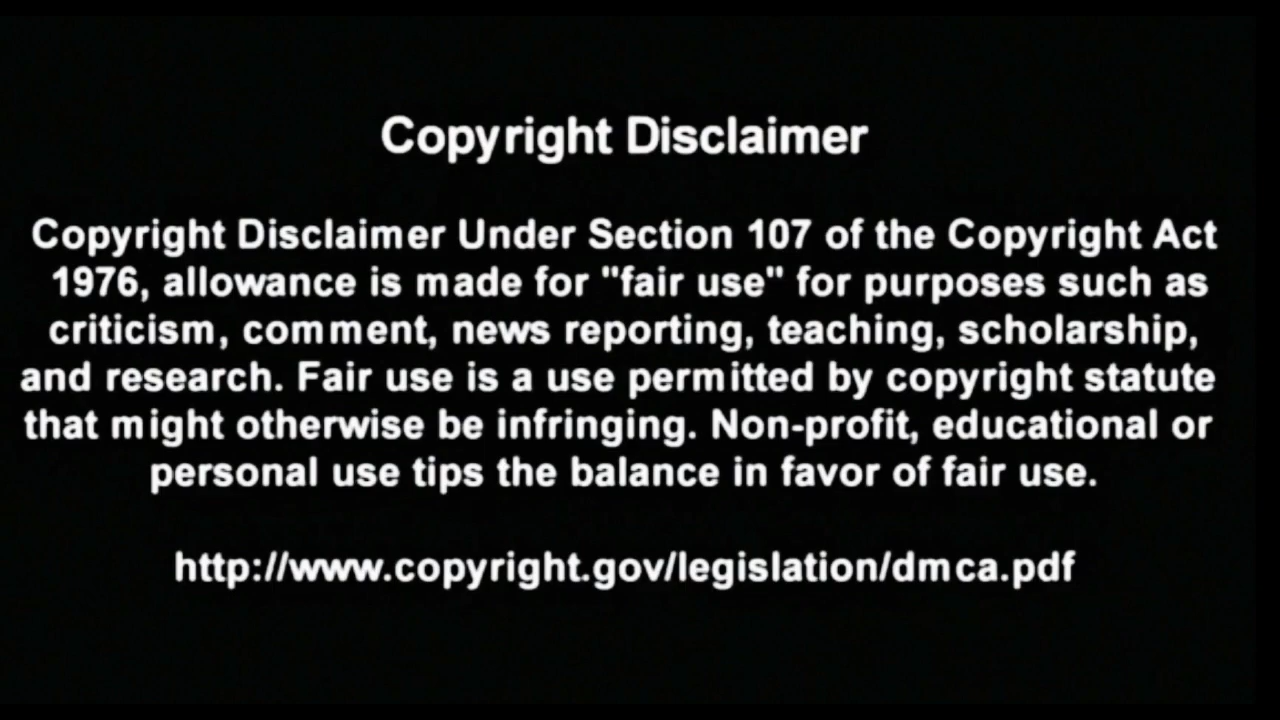 Copyright Disclaimer
Copyright Disclaimer Under Section 107 of the Copyright Act
1976, allowance is made for "fair use" for purposes such as
criticism, comment, news reporting, teaching, scholarship,
and research. Fair use is a use permitted by copyright statute
that might otherwise be infringing. Non-profit, educational or
personal use tips the balance in favor of fair use.
http://www.copyright.gov/legislation/dmca.pdf